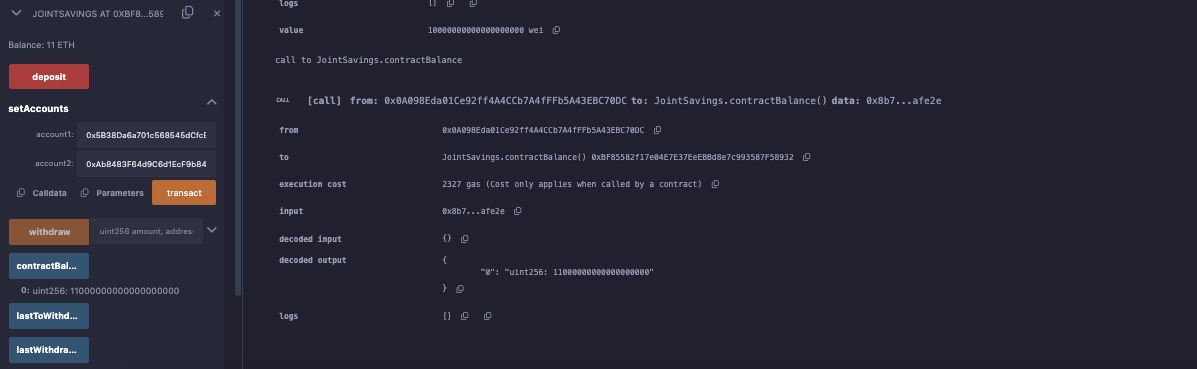 JOINTSAVINGS AT 0XBF8...589
Balance: 11 ETH
deposit
setAccounts
account1: 0x5B38Da6a701c568545dCfcE
account2: 0xAb8483F64d9C6d1EcF9b84
Calldata Parameters transact
withdraw uint256 amount, address
contractBal...
0: uint256: 11000000000000000000
lastToWithd...
lastWithdra...
logs []
value 10000000000000000000 wei
call to JointSavings.contractBalance
CALL [call] from: 0x0A098Eda01Ce92ff4A4CCb7A4fFFb5A43EBC70DC to: JointSavings.contractBalance() data: 0x8b7...afe2e
from 0x0A098Eda01Ce92ff4A4CCb7A4fFFb5A43EBC70DC
to JointSavings.contractBalance() 0xBF85582f17e04E7E37EeEBBd8e7c993587F58932
execution cost 2327 gas (Cost only applies when called by a contract)
input 0x8b7...afe2e
decoded input {}
decoded output {
"0": "uint256: 11000000000000000000"
}
logs []